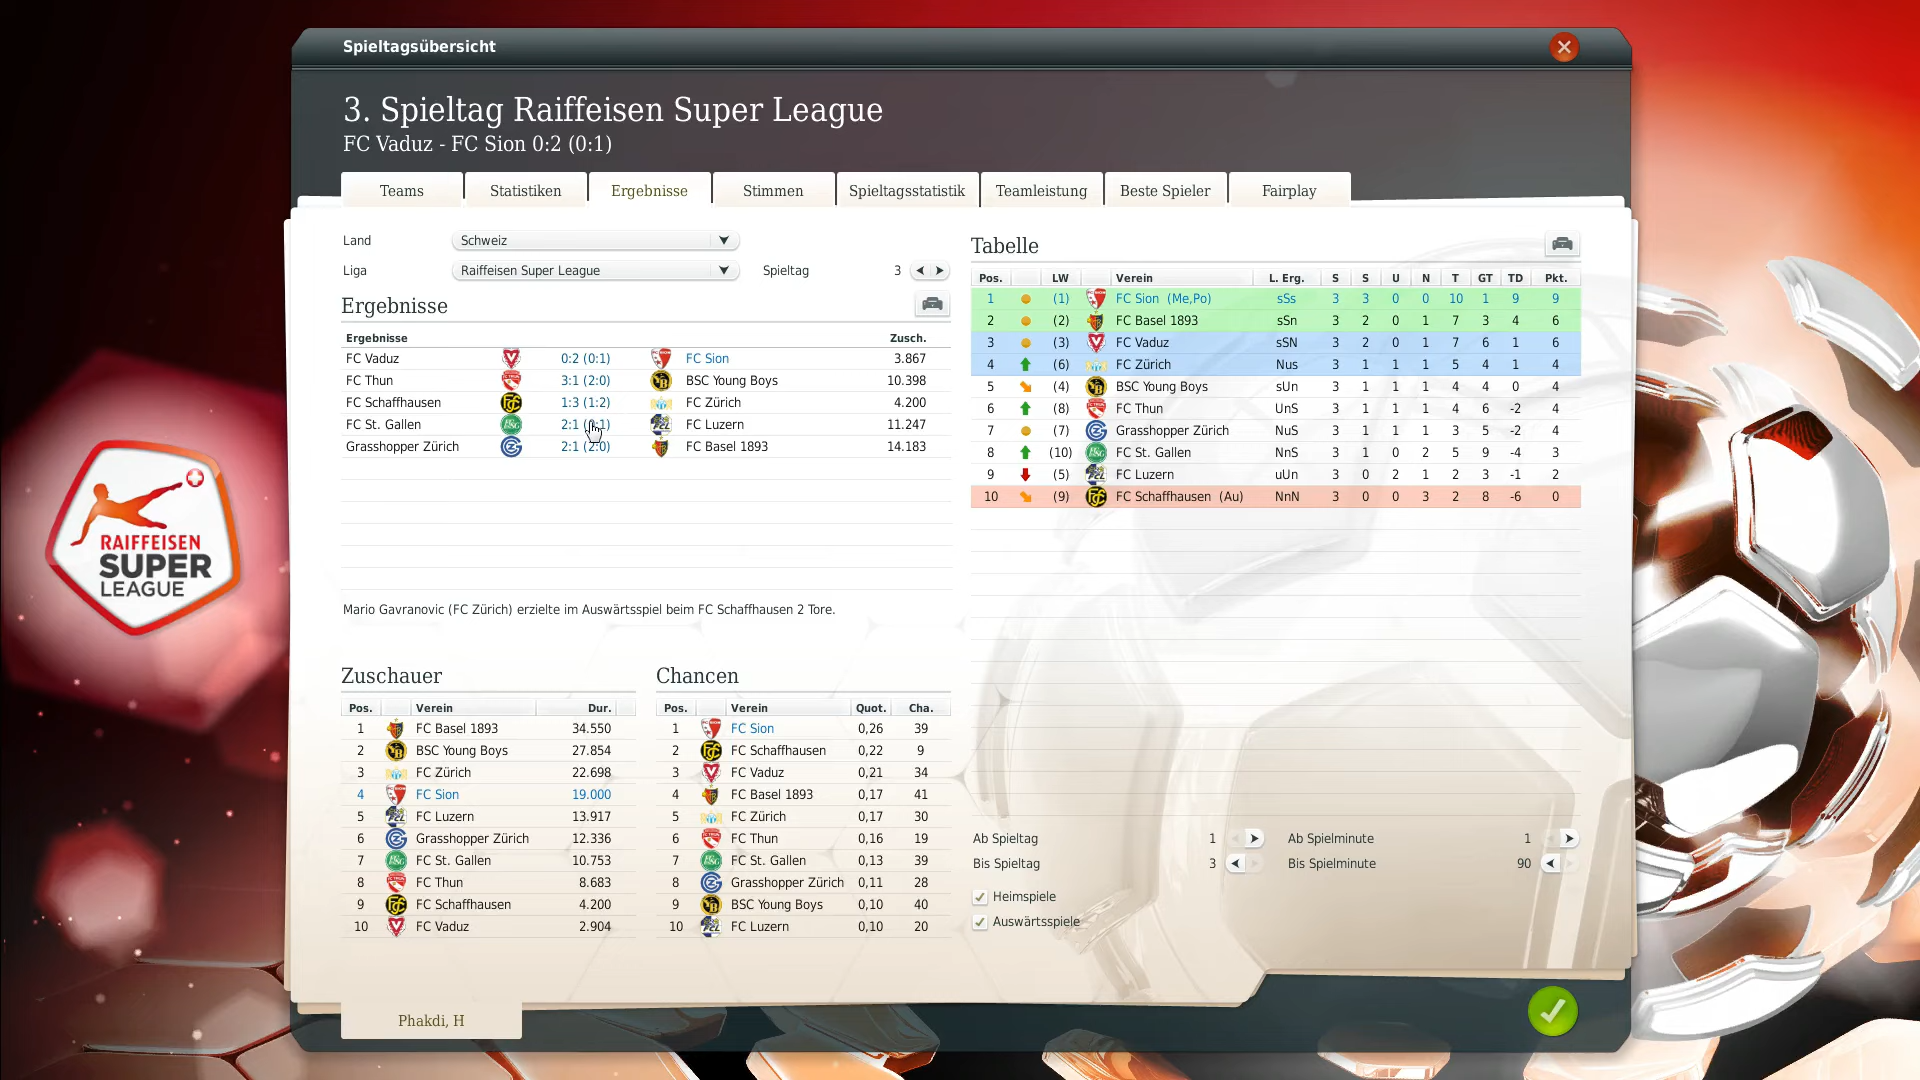 Spieltagsübersicht
3. Spieltag Raiffeisen Super League
FC Vaduz - FC Sion 0:2 (0:1)
Teams Statistiken Ergebnisse Stimmen Spieltagsstatistik Teamleistung Beste Spieler Fairplay
Land Schweiz
Liga Raiffeisen Super League Spieltag 3
Ergebnisse
Ergebnisse Zusch.
FC Vaduz 0:2 (0:1) FC Sion 3.867
FC Thun 3:1 (2:0) BSC Young Boys 10.398
FC Schaffhausen 1:3 (1:2) FC Zürich 4.200
FC St. Gallen 2:1 FC Luzern 11.247
Grasshopper Zürich 2:1 (2:0) FC Basel 1893 14.183
Mario Gavranovic (FC Zürich) erzielte im Auswärtsspiel beim FC Schaffhausen 2 Tore.
Zuschauer
Pos. Verein Dur.
1 FC Basel 1893 34.550
2 BSC Young Boys 27.854
3 FC Zürich 22.698
4 FC Sion 19.000
5 FC Luzern 13.917
6 Grasshopper Zürich 12.336
7 FC St. Gallen 10.753
8 FC Thun 8.683
9 FC Schaffhausen 4.200
10 FC Vaduz 2.904
Chancen
Pos. Verein Quot. Cha.
1 FC Sion 0,26 39
2 FC Schaffhausen 0,22 9
3 FC Vaduz 0,21 34
4 FC Basel 1893 0,17 41
5 FC Zürich 0,17 30
6 FC Thun 0,16 19
7 FC St. Gallen 0,13 39
8 Grasshopper Zürich 0,11 28
9 BSC Young Boys 0,10 40
10 FC Luzern 0,10 20
Tabelle
Pos. LW Verein L. Erg. S S U N T GT TD Pkt.
1 (1) FC Sion (Me,Po) sSs 3 3 0 0 10 1 9 9
2 (2) FC Basel 1893 sSn 3 2 0 1 7 3 4 6
3 (3) FC Vaduz sSN 3 2 0 1 7 6 1 6
4 (6) FC Zürich Nus 3 1 1 1 5 4 1 4
5 (4) BSC Young Boys sUn 3 1 1 1 4 4 0 4
6 (8) FC Thun UnS 3 1 1 1 4 6 -2 4
7 (7) Grasshopper Zürich NuS 3 1 1 1 3 5 -2 4
8 (10) FC St. Gallen NnS 3 1 0 2 5 9 -4 3
9 (5) FC Luzern uUn 3 0 2 1 2 3 -1 2
10 (9) FC Schaffhausen (Au) NnN 3 0 0 3 2 8 -6 0
Ab Spieltag 1 Ab Spielminute 1
Bis Spieltag 3 Bis Spielminute 90
Heimspiele
Auswärtsspiele
Phakdi, H
RAIFFEISEN
SUPER
LEAGUE